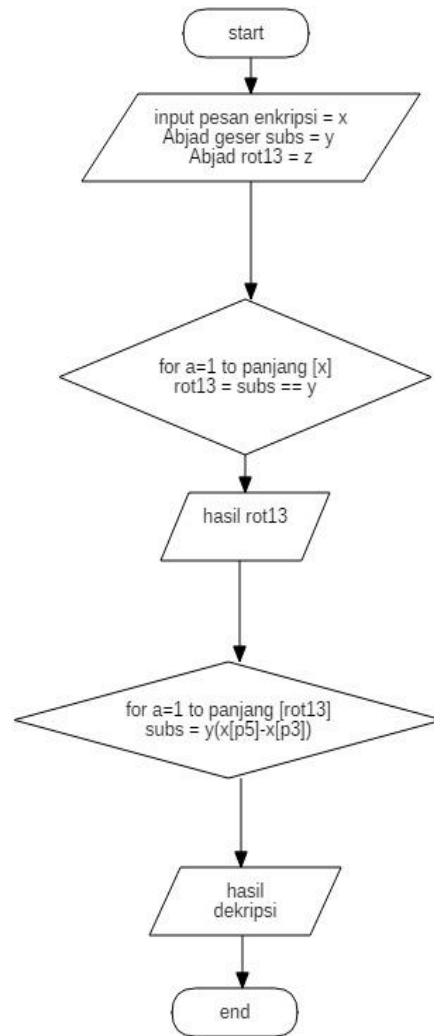 start
input pesan enkripsi = x
Abjad geser subs = y
Abjad rot13 = z
for a=1 to panjang [x]
rot13 = subs == y
hasil rot13
for a=1 to panjang [rot13]
subs = y(x[p5]-x[p3])
hasil
dekripsi
end